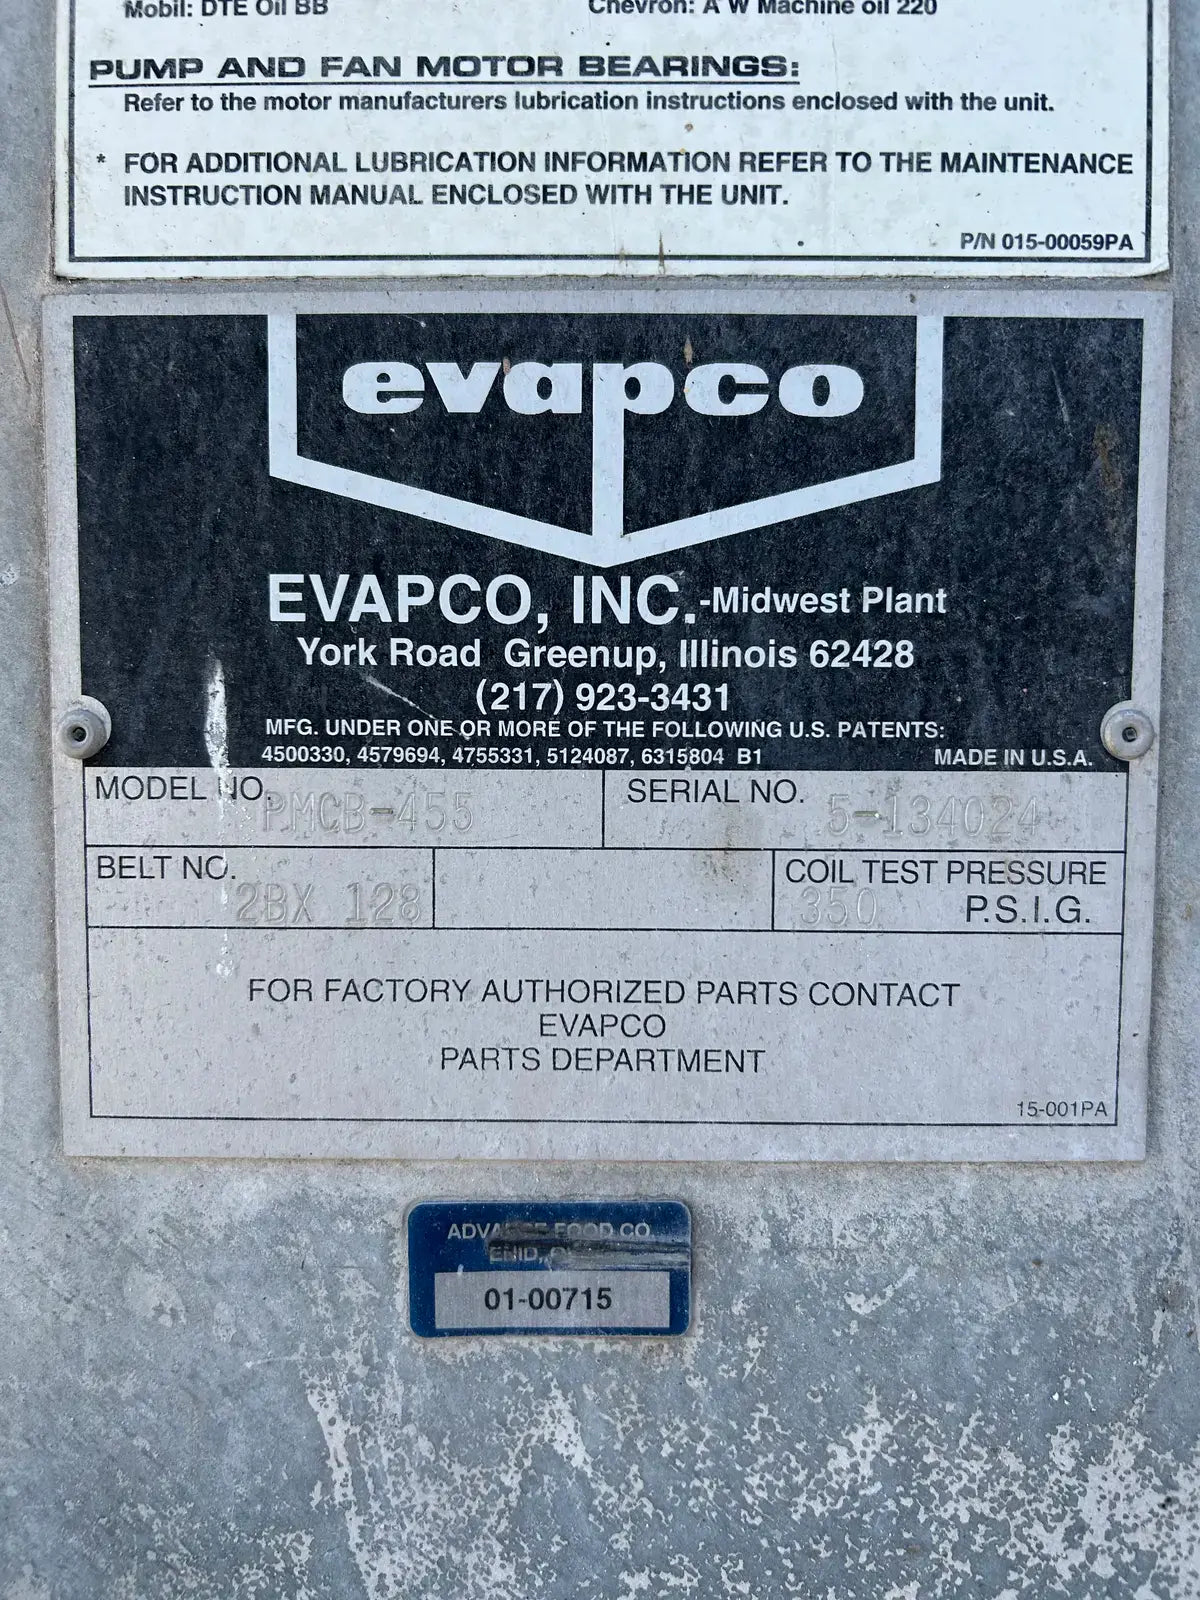 Mobil: DTE Oil BB
Chevron: A W Machine oil 220
PUMP AND FAN MOTOR BEARINGS:
Refer to the motor manufacturers lubrication instructions enclosed with the unit.
* FOR ADDITIONAL LUBRICATION INFORMATION REFER TO THE MAINTENANCE
INSTRUCTION MANUAL ENCLOSED WITH THE UNIT.
P/N 015-00059PA
evapco
EVAPCO, INC.-Midwest Plant
York Road Greenup, Illinois 62428
(217) 923-3431
MFG. UNDER ONE OR MORE OF THE FOLLOWING U.S. PATENTS:
4500330, 4579694, 4755331, 5124087, 6315804 B1
MADE IN U.S.A.
MODEL NO. PMCB-455
SERIAL NO. 5-134024
BELT NO. 2BX 128
COIL TEST PRESSURE
350 P.S.I.G.
FOR FACTORY AUTHORIZED PARTS CONTACT
EVAPCO
PARTS DEPARTMENT
15-001PA
FOOD CO
ENID,
01-00715